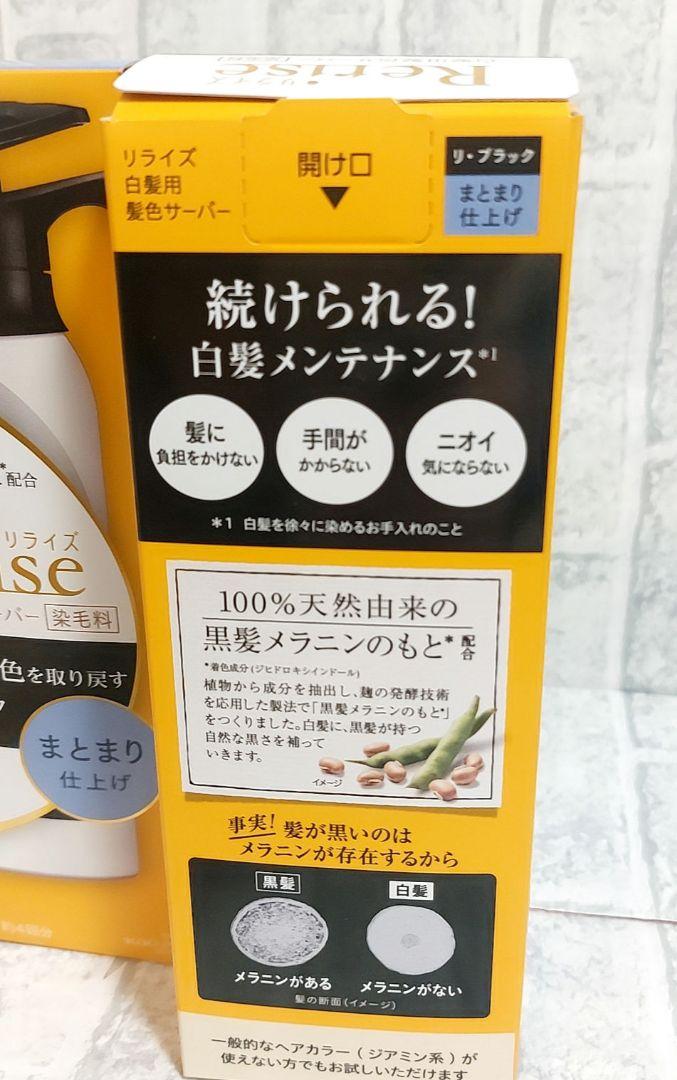 Rerise
リライズ
白髪用
髪色サーバー
開け口
リ・ブラック
まとまり
仕上げ
続けられる!
白髪メンテナンス*1
髪に
負担をかけない
手間が
かからない
ニオイ
気にならない
*1 白髪を徐々に染めるお手入れのこと
100%天然由来の
黒髪メラニンのもと*配合
*着色成分(ジヒドロキシインドール)
植物から成分を抽出し、麹の発酵技術
を応用した製法で「黒髪メラニンのもと*」
をつくりました。白髪に、黒髪が持つ
自然な黒さを補って
いきます。
イメージ
事実!髪が黒いのは
メラニンが存在するから
黒髪
白髪
メラニンがある
メラニンがない
髪の断面(イメージ)
一般的なヘアカラー(ジアミン系)が
使えない方でもお試しいただけます
配合
リライズ
ise
ーバー 染毛料
色を取り戻す
まとまり
仕上げ
約4回分